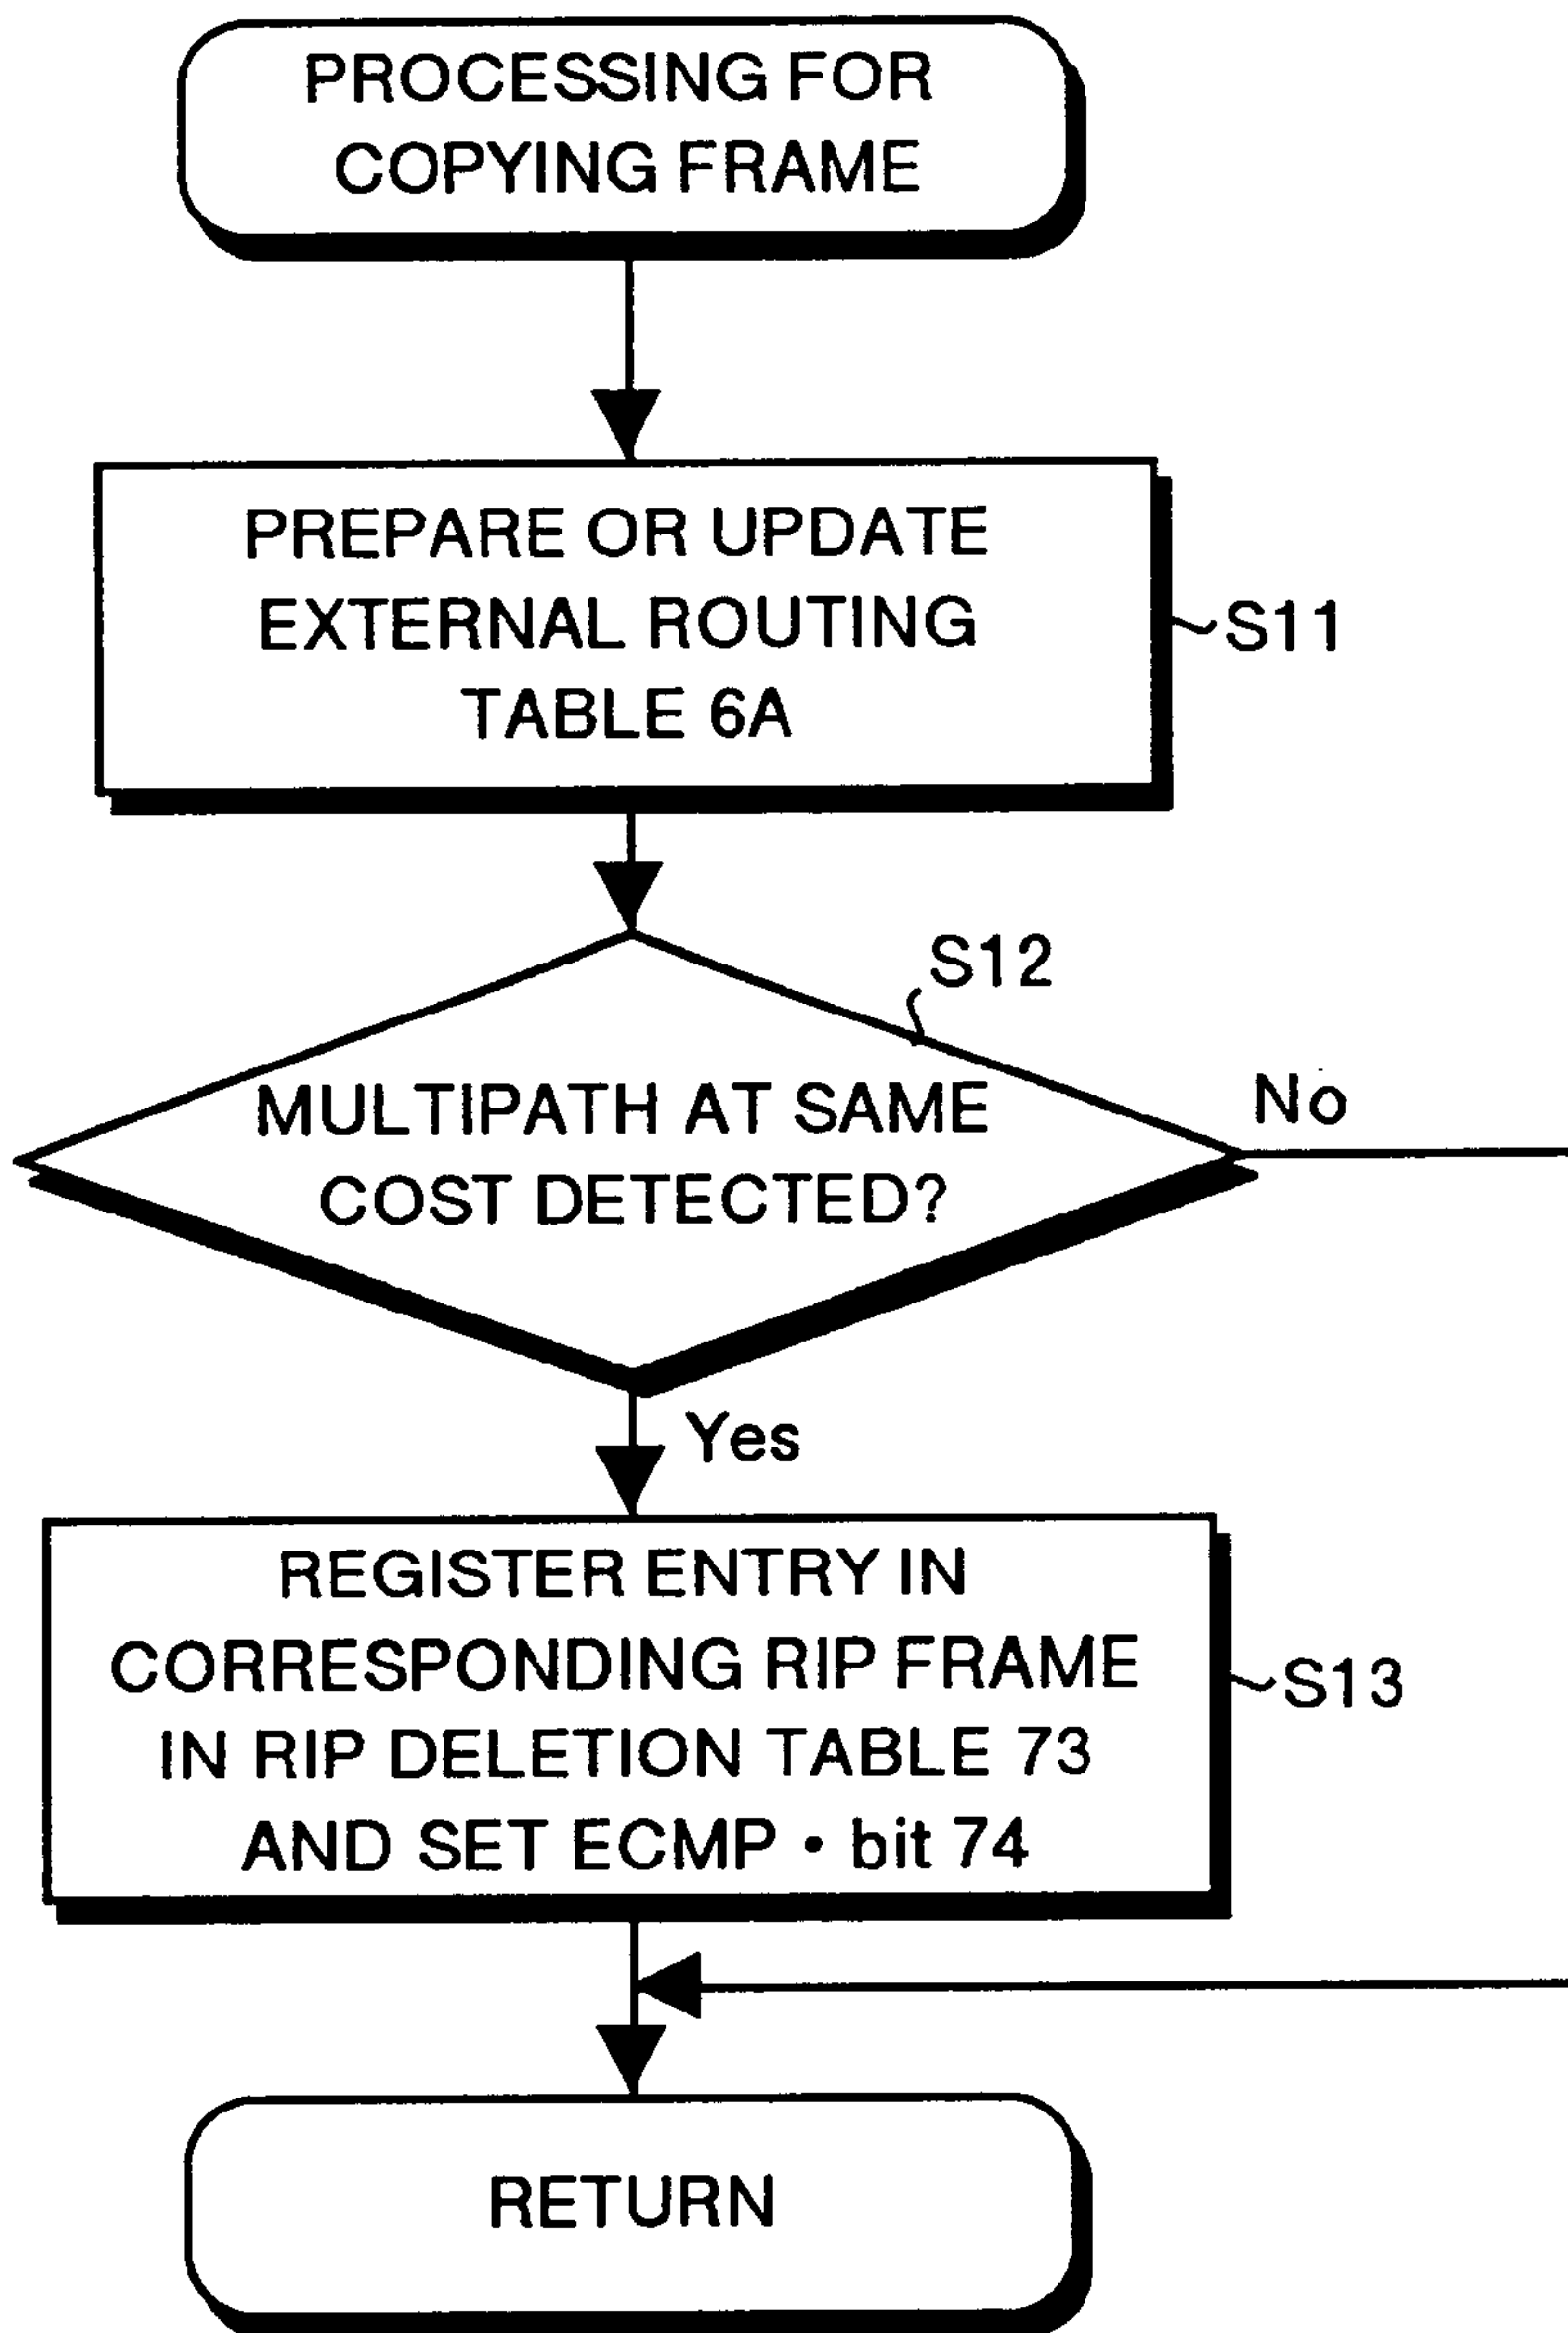 PROCESSING FOR
COPYING FRAME
PREPARE OR UPDATE
EXTERNAL ROUTING
TABLE 6A
S11
S12
MULTIPATH AT SAME
COST DETECTED?
No
Yes
REGISTER ENTRY IN
CORRESPONDING RIP FRAME
IN RIP DELETION TABLE 73
AND SET ECMP • bit 74
S13
RETURN